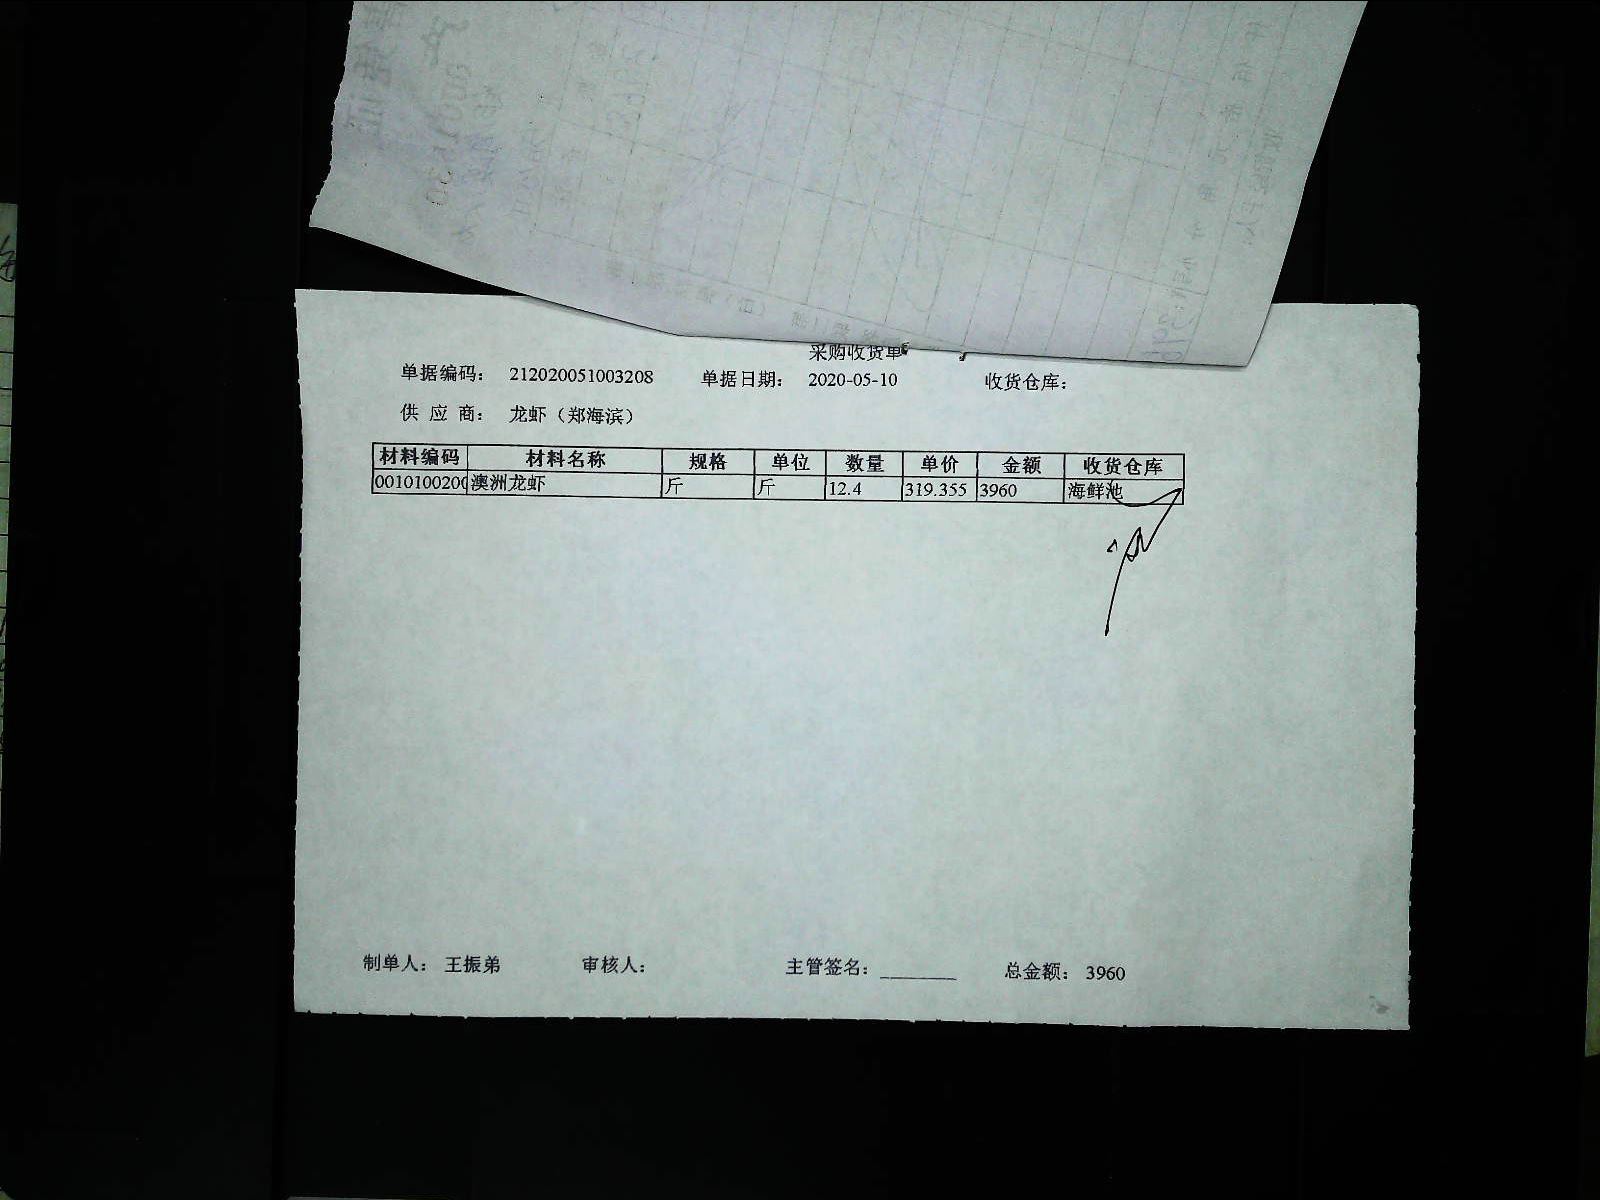 采购收货单
单据编码： 212020051003208 单据日期： 2020-05-10 收货仓库：
供 应 商： 龙虾（郑海滨）
材料编码 材料名称 规格 单位 数量 单价 金额 收货仓库
0010100200 澳洲龙虾 斤 斤 12.4 319.355 3960 海鲜池
制单人： 王振弟 审核人： 主管签名： ________ 总金额： 3960